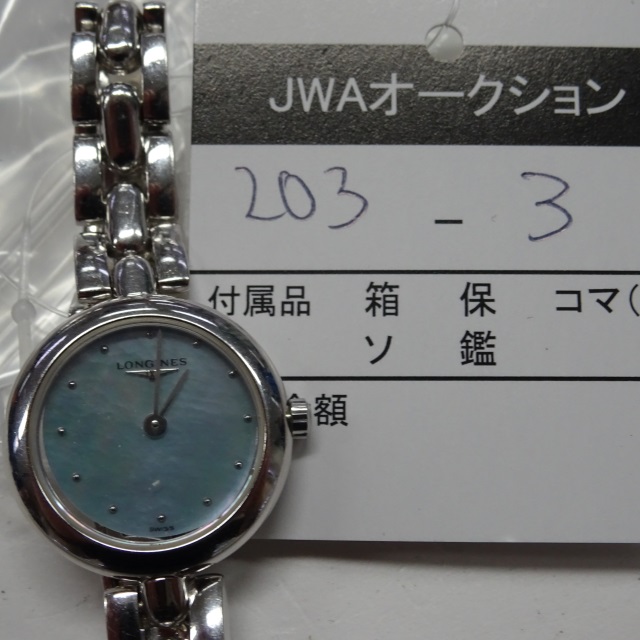 JWAオークション
203 - 3
付属品 箱 保 コマ(
ソ 鑑
額
LONGINES
SWISS